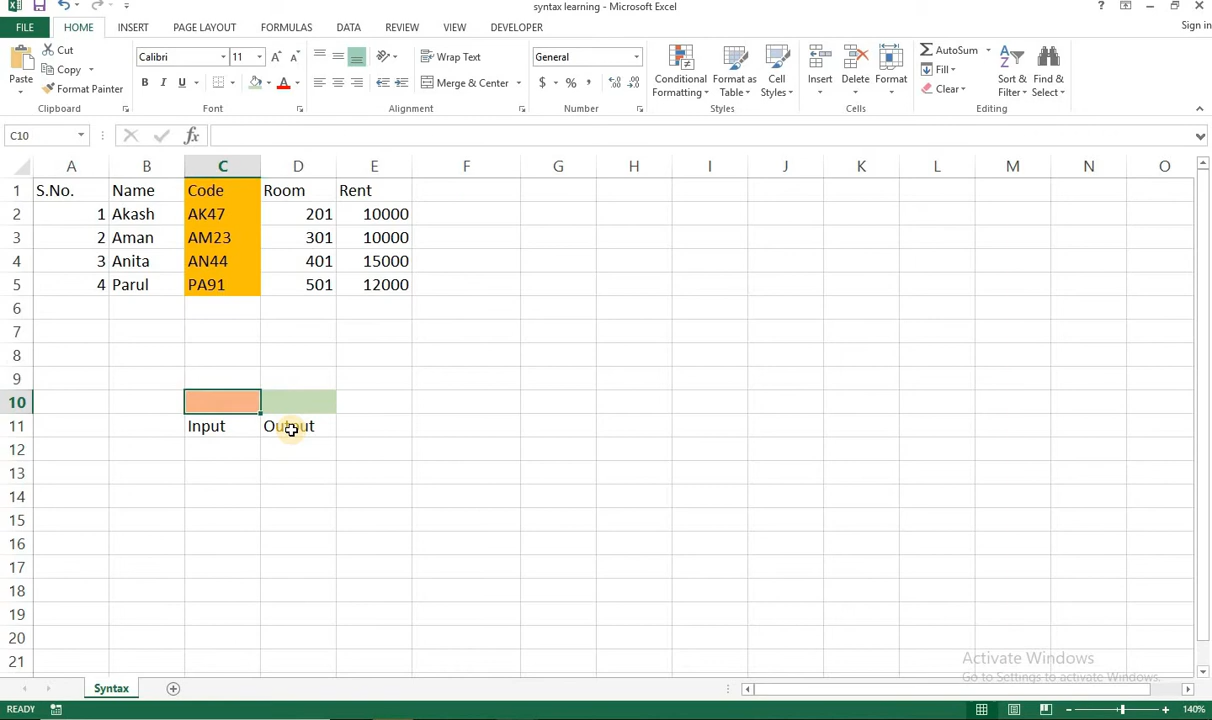 syntax learning - Microsoft Excel
?
Sign in
FILE HOME INSERT PAGE LAYOUT FORMULAS DATA REVIEW VIEW DEVELOPER
Paste
Cut
Copy
Format Painter
Clipboard
Calibri 11
B I U A
Font
Wrap Text
Merge & Center
Alignment
General
$ % ,
Number
Conditional Formatting
Format as Table
Cell Styles
Styles
Insert Delete Format
Cells
AutoSum
Fill
Clear
Sort & Filter
Find & Select
Editing
C10 fx
A B C D E F G H I J K L M N O
1 S.No. Name Code Room Rent
2 1 Akash AK47 201 10000
3 2 Aman AM23 301 10000
4 3 Anita AN44 401 15000
5 4 Parul PA91 501 12000
6
7
8
9
10
11 Input Output
12
13
14
15
16
17
18
19
20
21
Activate Windows
Go to Settings to activate Windows.
Syntax
READY 140%